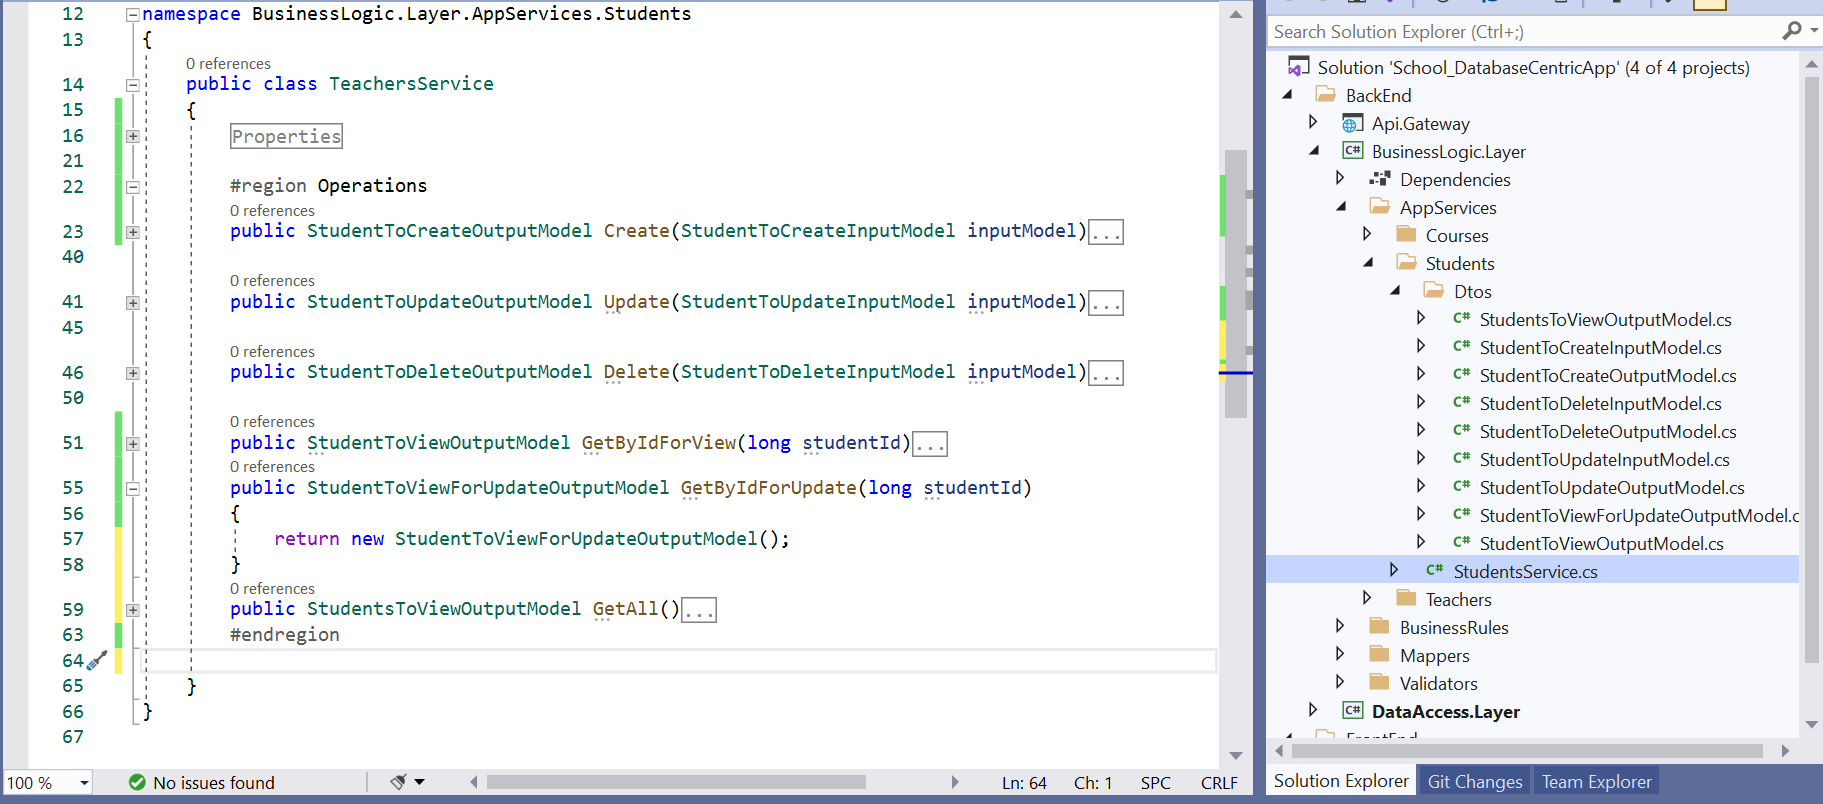 12 namespace BusinessLogic.Layer.AppServices.Students
13 {
0 references
14 public class TeachersService
15 {
16 Properties
21
22 #region Operations
0 references
23 public StudentToCreateOutputModel Create(StudentToCreateInputModel inputModel)...
40
0 references
41 public StudentToUpdateOutputModel Update(StudentToUpdateInputModel inputModel)...
45
0 references
46 public StudentToDeleteOutputModel Delete(StudentToDeleteInputModel inputModel)...
50
0 references
51 public StudentToViewOutputModel GetByIdForView(long studentId)...
0 references
55 public StudentToViewForUpdateOutputModel GetByIdForUpdate(long studentId)
56 {
57 return new StudentToViewForUpdateOutputModel();
58 }
0 references
59 public StudentsToViewOutputModel GetAll()...
63 #endregion
64
65 }
66 }
67
100 %
No issues found
Ln: 64 Ch: 1 SPC CRLF
Search Solution Explorer (Ctrl+;)
Solution 'School_DatabaseCentricApp' (4 of 4 projects)
BackEnd
Api.Gateway
C# BusinessLogic.Layer
Dependencies
AppServices
Courses
Students
Dtos
C# StudentsToViewOutputModel.cs
C# StudentToCreateInputModel.cs
C# StudentToCreateOutputModel.cs
C# StudentToDeleteInputModel.cs
C# StudentToDeleteOutputModel.cs
C# StudentToUpdateInputModel.cs
C# StudentToUpdateOutputModel.cs
C# StudentToViewForUpdateOutputModel.c
C# StudentToViewOutputModel.cs
C# StudentsService.cs
Teachers
BusinessRules
Mappers
Validators
C# DataAccess.Layer
FrontEnd
Solution Explorer Git Changes Team Explorer